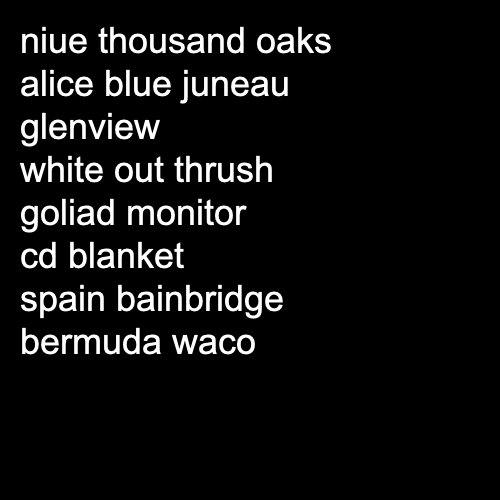 niue thousand oaks
alice blue juneau
glenview
white out thrush
goliad monitor
cd blanket
spain bainbridge
bermuda waco